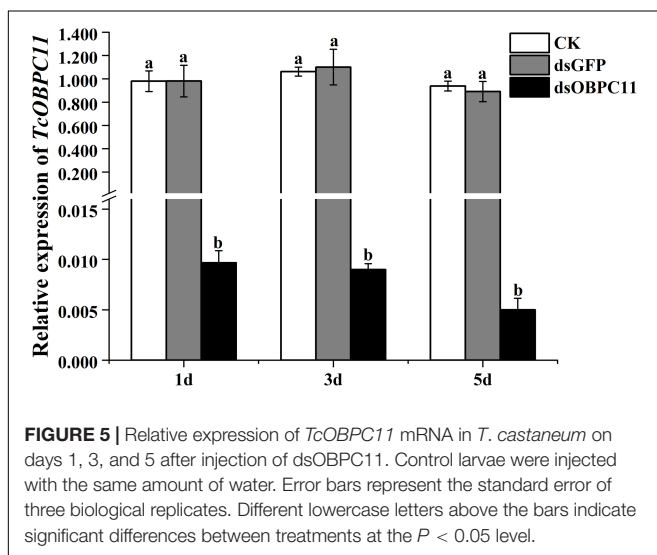 1.400
1.200
1.000
0.800
0.600
0.400
0.200
0.015
0.010
0.005
0.000
Relative expression of TcOBPC11
a a b
a a b
a a b
CK
dsGFP
dsOBPC11
1d 3d 5d
FIGURE 5 | Relative expression of TcOBPC11 mRNA in T. castaneum on
days 1, 3, and 5 after injection of dsOBPC11. Control larvae were injected
with the same amount of water. Error bars represent the standard error of
three biological replicates. Different lowercase letters above the bars indicate
significant differences between treatments at the P < 0.05 level.